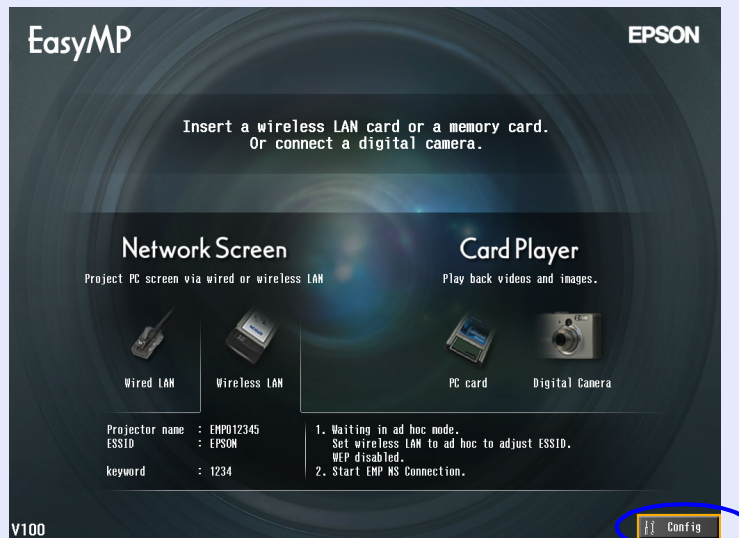 EasyMP
EPSON
Insert a wireless LAN card or a memory card.
Or connect a digital camera.
Network Screen
Project PC screen via wired or wireless LAN
Wired LAN
Wireless LAN
Card Player
Play back videos and images.
PC card
Digital Camera
Projector name : EMP012345
ESSID : EPSON
keyword : 1234
1. Waiting in ad hoc mode.
Set wireless LAN to ad hoc to adjust ESSID.
WEP disabled.
2. Start EMP NS Connection.
V100
Config